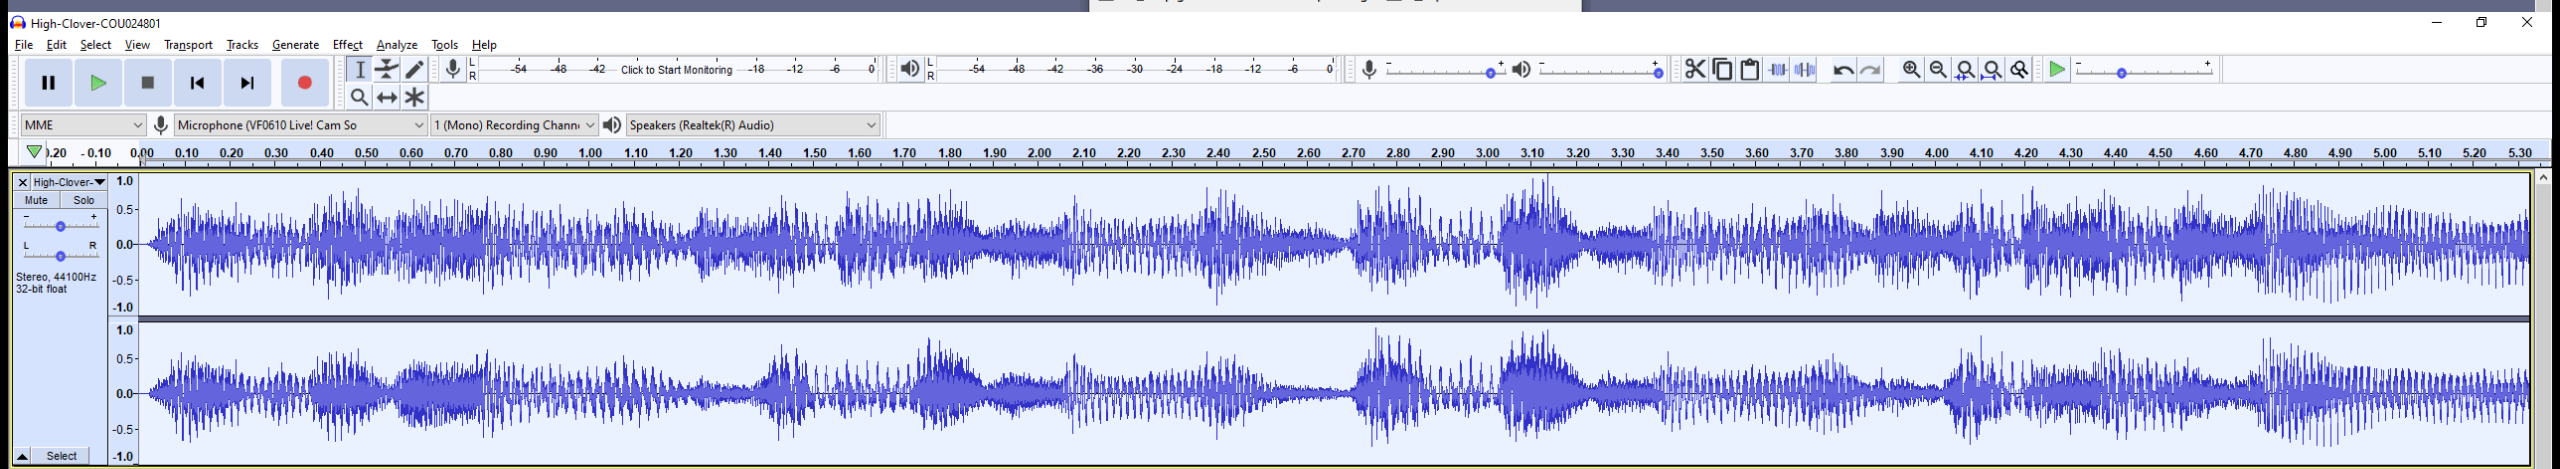 High-Clover-COU024801
File Edit Select View Transport Tracks Generate Effect Analyze Tools Help
L
R
-54 -48 -42 Click to Start Monitoring -18 -12 -6 0
L
R
-54 -48 -42 -36 -30 -24 -18 -12 -6 0
MME
Microphone (VF0610 Live! Cam So
1 (Mono) Recording Chann
Speakers (Realtek(R) Audio)
-0.10 0.00 0.10 0.20 0.30 0.40 0.50 0.60 0.70 0.80 0.90 1.00 1.10 1.20 1.30 1.40 1.50 1.60 1.70 1.80 1.90 2.00 2.10 2.20 2.30 2.40 2.50 2.60 2.70 2.80 2.90 3.00 3.10 3.20 3.30 3.40 3.50 3.60 3.70 3.80 3.90 4.00 4.10 4.20 4.30 4.40 4.50 4.60 4.70 4.80 4.90 5.00 5.10 5.20 5.30
High-Clover-
Mute Solo
- +
L R
Stereo, 44100Hz
32-bit float
Select
1.0
0.5
0.0
-0.5
-1.0
1.0
0.5
0.0
-0.5
-1.0